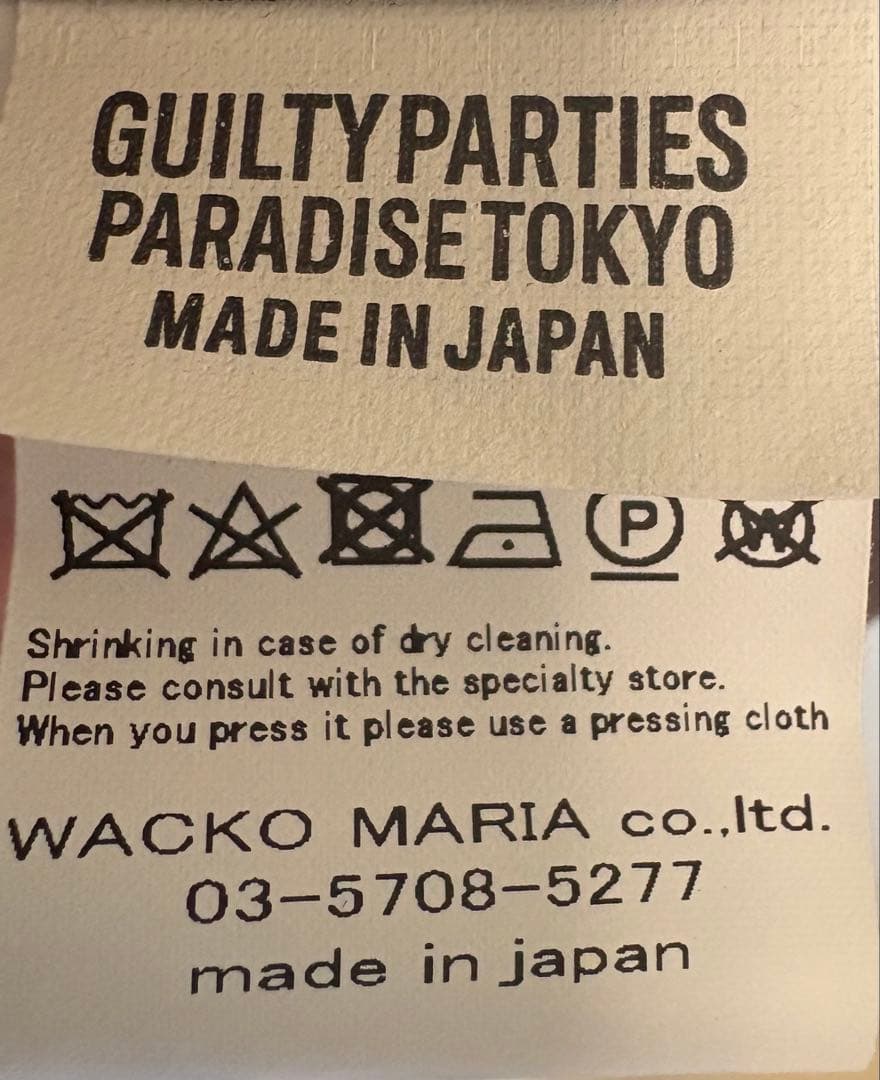 GUILTY PARTIES
PARADISE TOKYO
MADE IN JAPAN
P W
Shrinking in case of dry cleaning.
Please consult with the specialty store.
When you press it please use a pressing cloth
WACKO MARIA co.,ltd.
03-5708-5277
made in japan